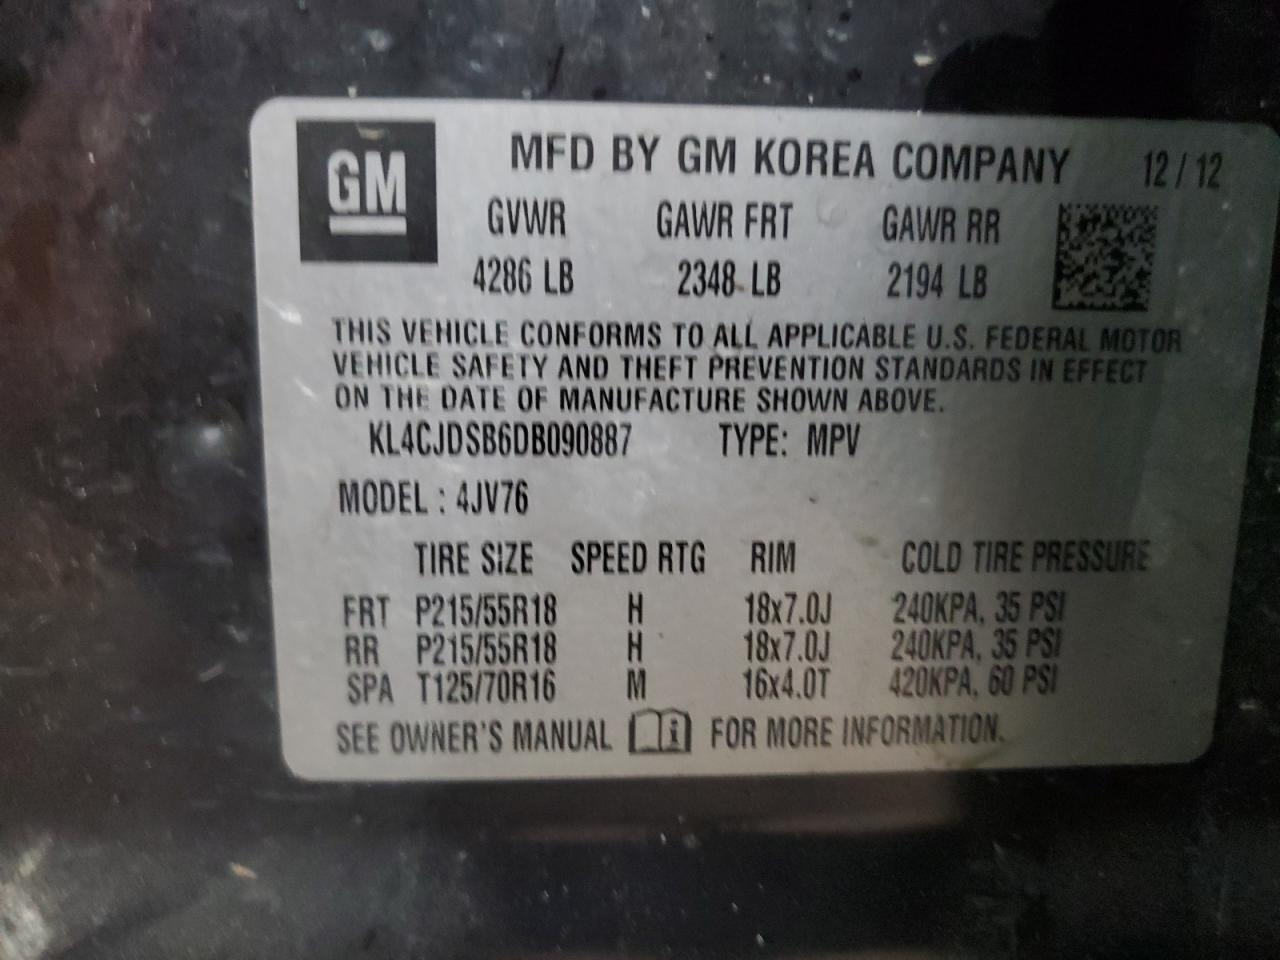 GM
MFD BY GM KOREA COMPANY 12/12
GVWR GAWR FRT GAWR RR
4286 LB 2348 LB 2194 LB
THIS VEHICLE CONFORMS TO ALL APPLICABLE U.S. FEDERAL MOTOR
VEHICLE SAFETY AND THEFT PREVENTION STANDARDS IN EFFECT
ON THE DATE OF MANUFACTURE SHOWN ABOVE.
KL4CJDSB6DB090887 TYPE: MPV
MODEL : 4JV76
TIRE SIZE SPEED RTG RIM COLD TIRE PRESSURE
FRT P215/55R18 H 18x7.0J 240KPA, 35 PSI
RR P215/55R18 H 18x7.0J 240KPA, 35 PSI
SPA T125/70R16 M 16x4.0T 420KPA, 60 PSI
SEE OWNER'S MANUAL i FOR MORE INFORMATION.